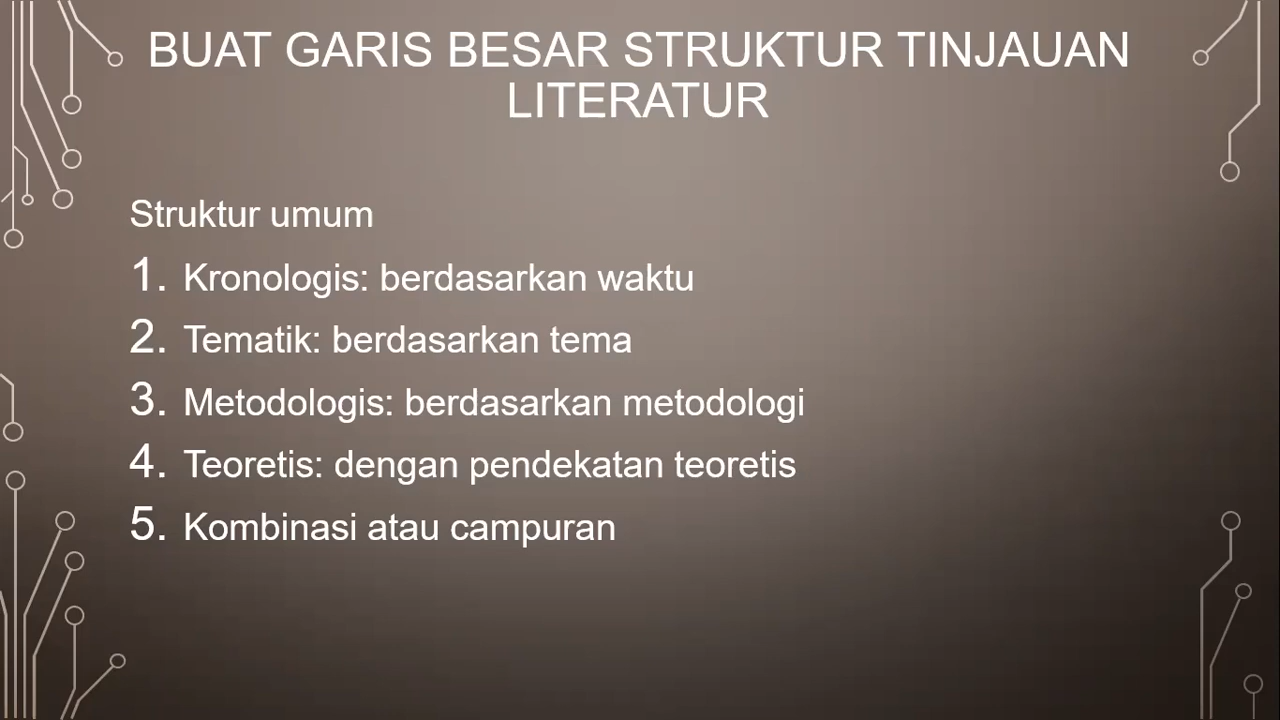 BUAT GARIS BESAR STRUKTUR TINJAUAN
LITERATUR
Struktur umum
1. Kronologis: berdasarkan waktu
2. Tematik: berdasarkan tema
3. Metodologis: berdasarkan metodologi
4. Teoretis: dengan pendekatan teoretis
5. Kombinasi atau campuran